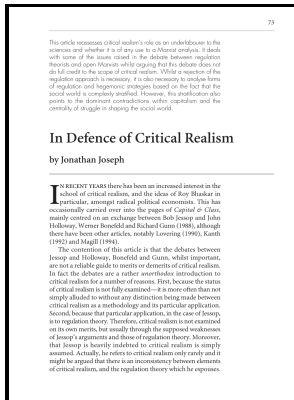 73
This article reassesses critical realism's role as an underlabourer to the
sciences and whether it is of any use to a Marxist analysis. It deals
with some of the issues raised in the debate between regulation
theorists and open Marxists whilst arguing that this debate does not
do full credit to the scope of critical realism. Whilst a rejection of the
regulation approach is necessary, it is also necessary to analyse forms
of regulation and hegemonic strategies based on the fact that the
social world is complexly stratified. However, this stratification also
points to the dominant contradictions within capitalism and the
centrality of struggle in shaping the social world.
In Defence of Critical Realism
by Jonathan Joseph
IN RECENT YEARS there has been an increased interest in the
school of critical realism, and the ideas of Roy Bhaskar in
particular, amongst radical political economists. This has
occasionally carried over into the pages of Capital & Class,
mainly centred on an exchange between Bob Jessop and John
Holloway, Werner Bonefeld and Richard Gunn (1988), although
there have been other articles, notably Lovering (1990), Kanth
(1992) and Magill (1994).
The contention of this article is that the debates between
Jessop and Holloway, Bonefeld and Gunn, whilst important,
are not a reliable guide to merits or demerits of critical realism.
In fact the debates are a rather unorthodox introduction to
critical realism for a number of reasons. First, because the status
of critical realism is not fully examined—it is more often than not
simply alluded to without any distinction being made between
critical realism as a methodology and its particular application.
Second, because that particular application, in the case of Jessop,
is to regulation theory. Therefore, critical realism is not examined
on its own merits, but usually through the supposed weaknesses
of Jessop's arguments and those of regulation theory. Moreover,
that Jessop is heavily indebted to critical realism is simply
assumed. Actually, he refers to critical realism only rarely and it
might be argued that there is an inconsistency between elements
of critical realism, and the regulation theory which he espouses.